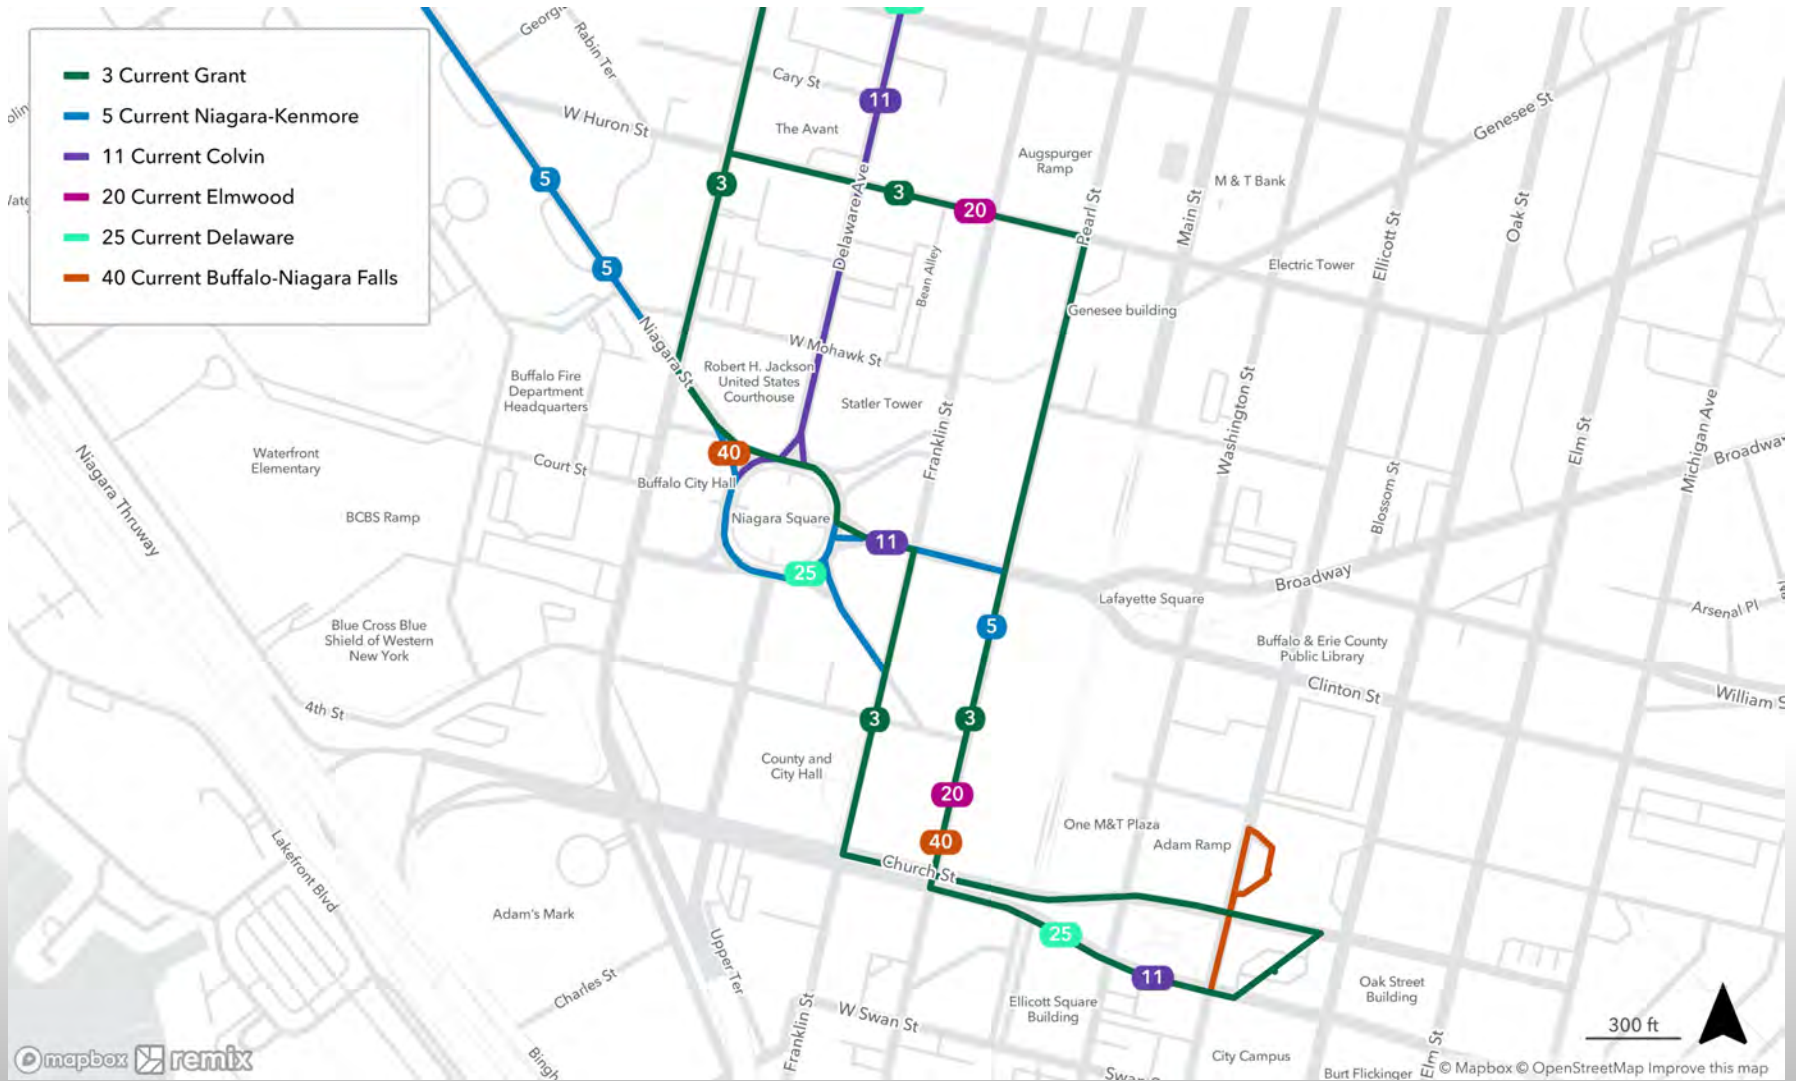 3 Current Grant
5 Current Niagara-Kenmore
11 Current Colvin
20 Current Elmwood
25 Current Delaware
40 Current Buffalo-Niagara Falls
Rabin Ter
Cary St
11
W Huron St
The Avant
Genesee St
Augspurger
Ramp
M & T Bank
5
3
3
20
Delaware Ave
Pearl St
Main St
Oak St
Ellicott St
Bean Alley
5
Electric Tower
Genesee building
Niagara St
W Mohawk St
Robert H. Jackson
United States
Courthouse
Buffalo Fire
Department
Headquarters
Statler Tower
Franklin St
Washington St
Elm St
Michigan Ave
Broadway
Waterfront
Elementary
Court St
40
Buffalo City Hall
Niagara Thruway
BCBS Ramp
Niagara Square
Blossom St
11
25
Broadway
Lafayette Square
Arsenal Pl
Blue Cross Blue
Shield of Western
New York
5
Buffalo & Erie County
Public Library
Clinton St
William S
4th St
3
3
County and
City Hall
20
One M&T Plaza
40
Adam Ramp
Church St
Lakefront Blvd
Adam's Mark
25
Upper Ter
11
Charles St
Oak Street
Building
Ellicott Square
Building
Franklin St
W Swan St
300 ft
Elm St
City Campus
Burt Flickinger
mapbox remix
© Mapbox © OpenStreetMap Improve this map